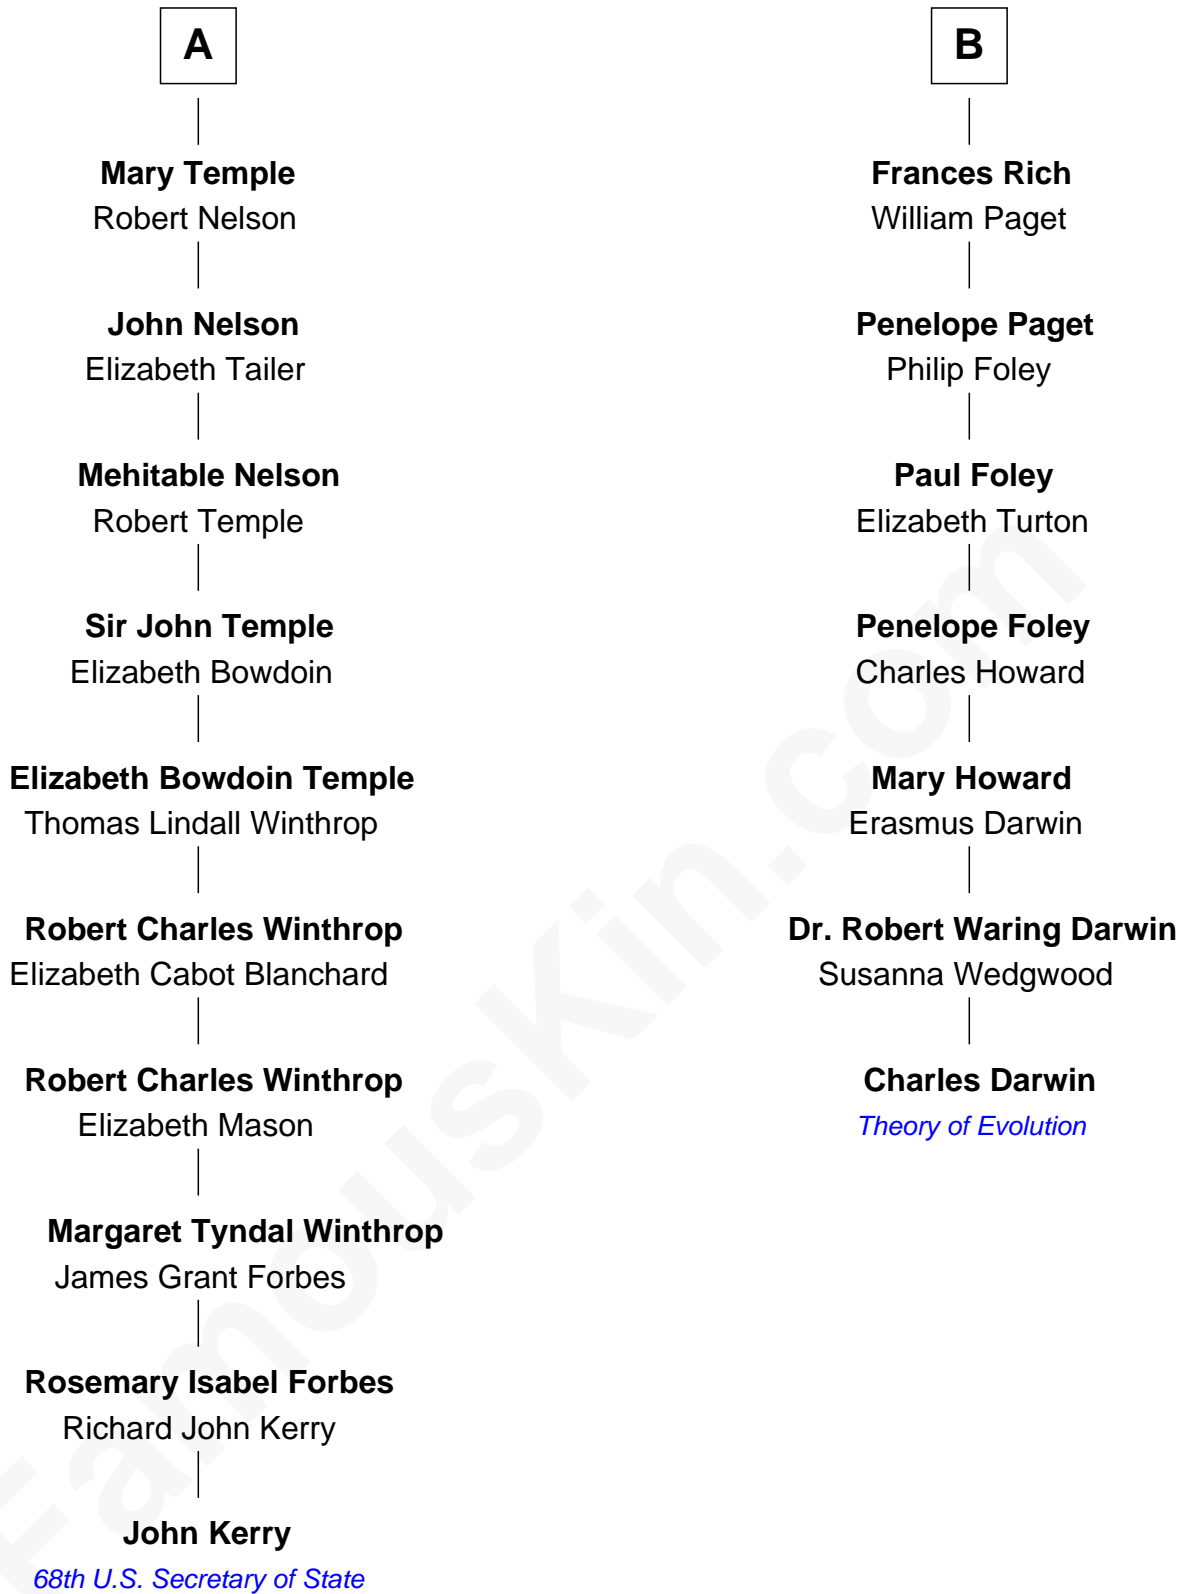 A
Mary Temple
Robert Nelson
John Nelson
Elizabeth Tailer
Mehitable Nelson
Robert Temple
Sir John Temple
Elizabeth Bowdoin
Elizabeth Bowdoin Temple
Thomas Lindall Winthrop
Robert Charles Winthrop
Elizabeth Cabot Blanchard
Robert Charles Winthrop
Elizabeth Mason
Margaret Tyndal Winthrop
James Grant Forbes
Rosemary Isabel Forbes
Richard John Kerry
John Kerry
68th U.S. Secretary of State
B
Frances Rich
William Paget
Penelope Paget
Philip Foley
Paul Foley
Elizabeth Turton
Penelope Foley
Charles Howard
Mary Howard
Erasmus Darwin
Dr. Robert Waring Darwin
Susanna Wedgwood
Charles Darwin
Theory of Evolution
FamousKin.com